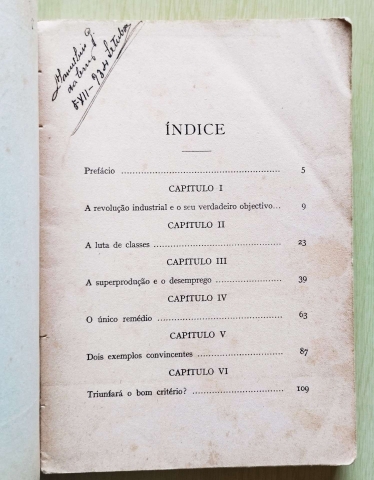 ÍNDICE
Prefácio ............ 5
CAPITULO I
A revolução industrial e o seu verdadeiro objectivo... 9
CAPITULO II
A luta de classes ............ 23
CAPITULO III
A superprodução e o desemprego ............ 39
CAPITULO IV
O único remédio ............ 63
CAPITULO V
Dois exemplos convincentes ............ 87
CAPITULO VI
Triunfará o bom critério? ............ 109